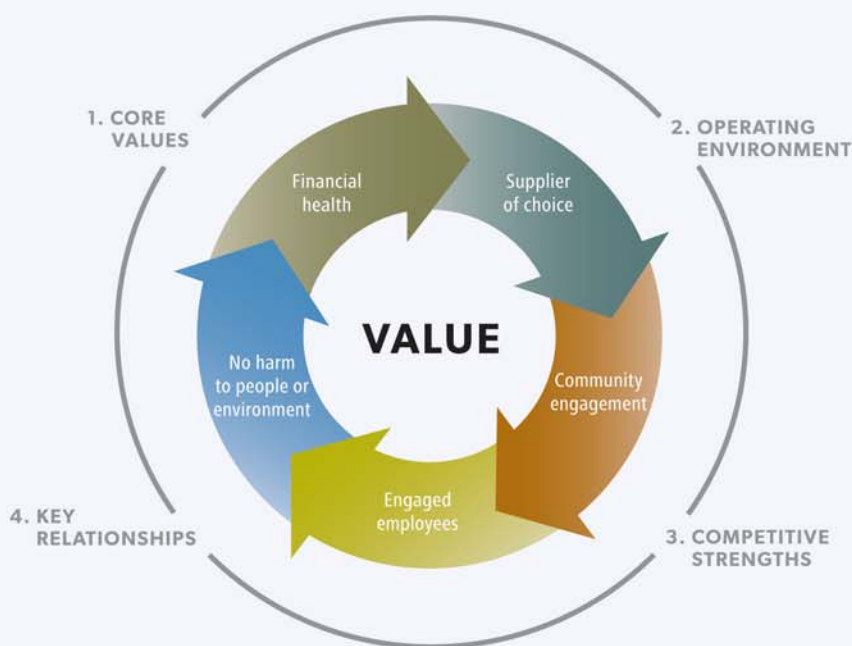 1. CORE
VALUES
2. OPERATING
ENVIRONMENT
Financial
health
Supplier
of choice
VALUE
No harm
to people or
environment
Community
engagement
Engaged
employees
4. KEY
RELATIONSHIPS
3. COMPETITIVE
STRENGTHS